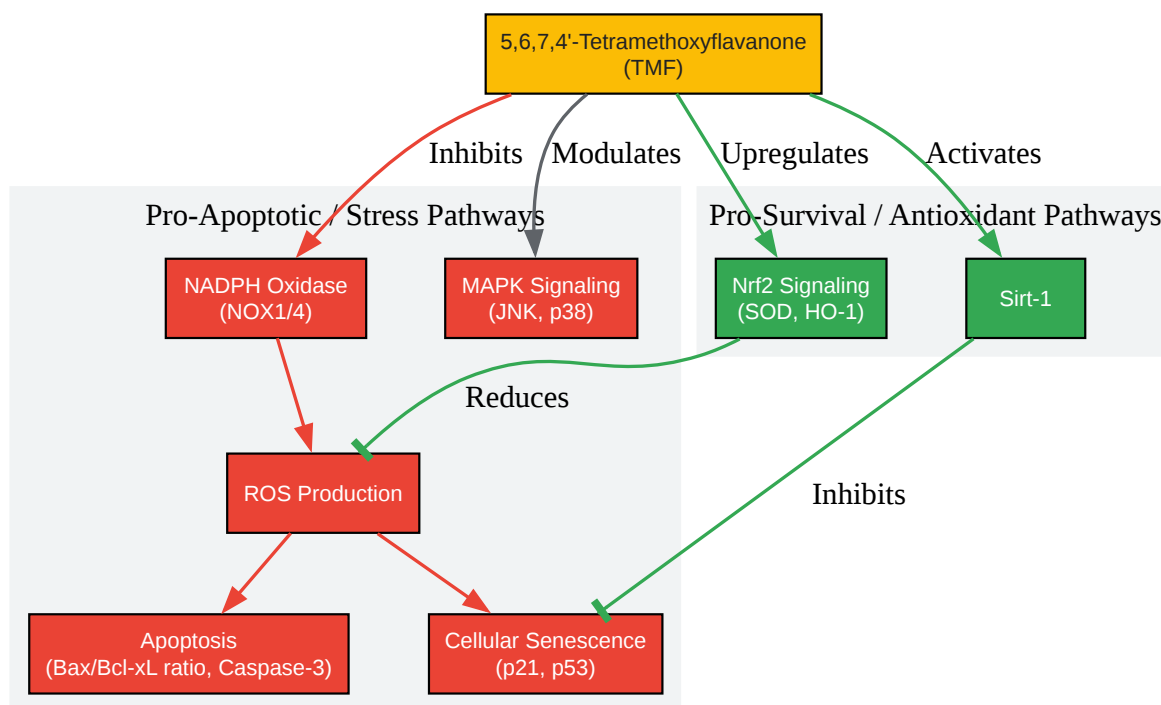 5,6,7,4'-Tetramethoxyflavanone
(TMF)
Inhibits
Modulates
Upregulates
Activates
Pro-Apoptotic / Stress Pathways
Pro-Survival / Antioxidant Pathways
NADPH Oxidase
(NOX1/4)
MAPK Signaling
(JNK, p38)
Nrf2 Signaling
(SOD, HO-1)
Sirt-1
Reduces
ROS Production
Inhibits
Apoptosis
(Bax/Bcl-xL ratio, Caspase-3)
Cellular Senescence
(p21, p53)